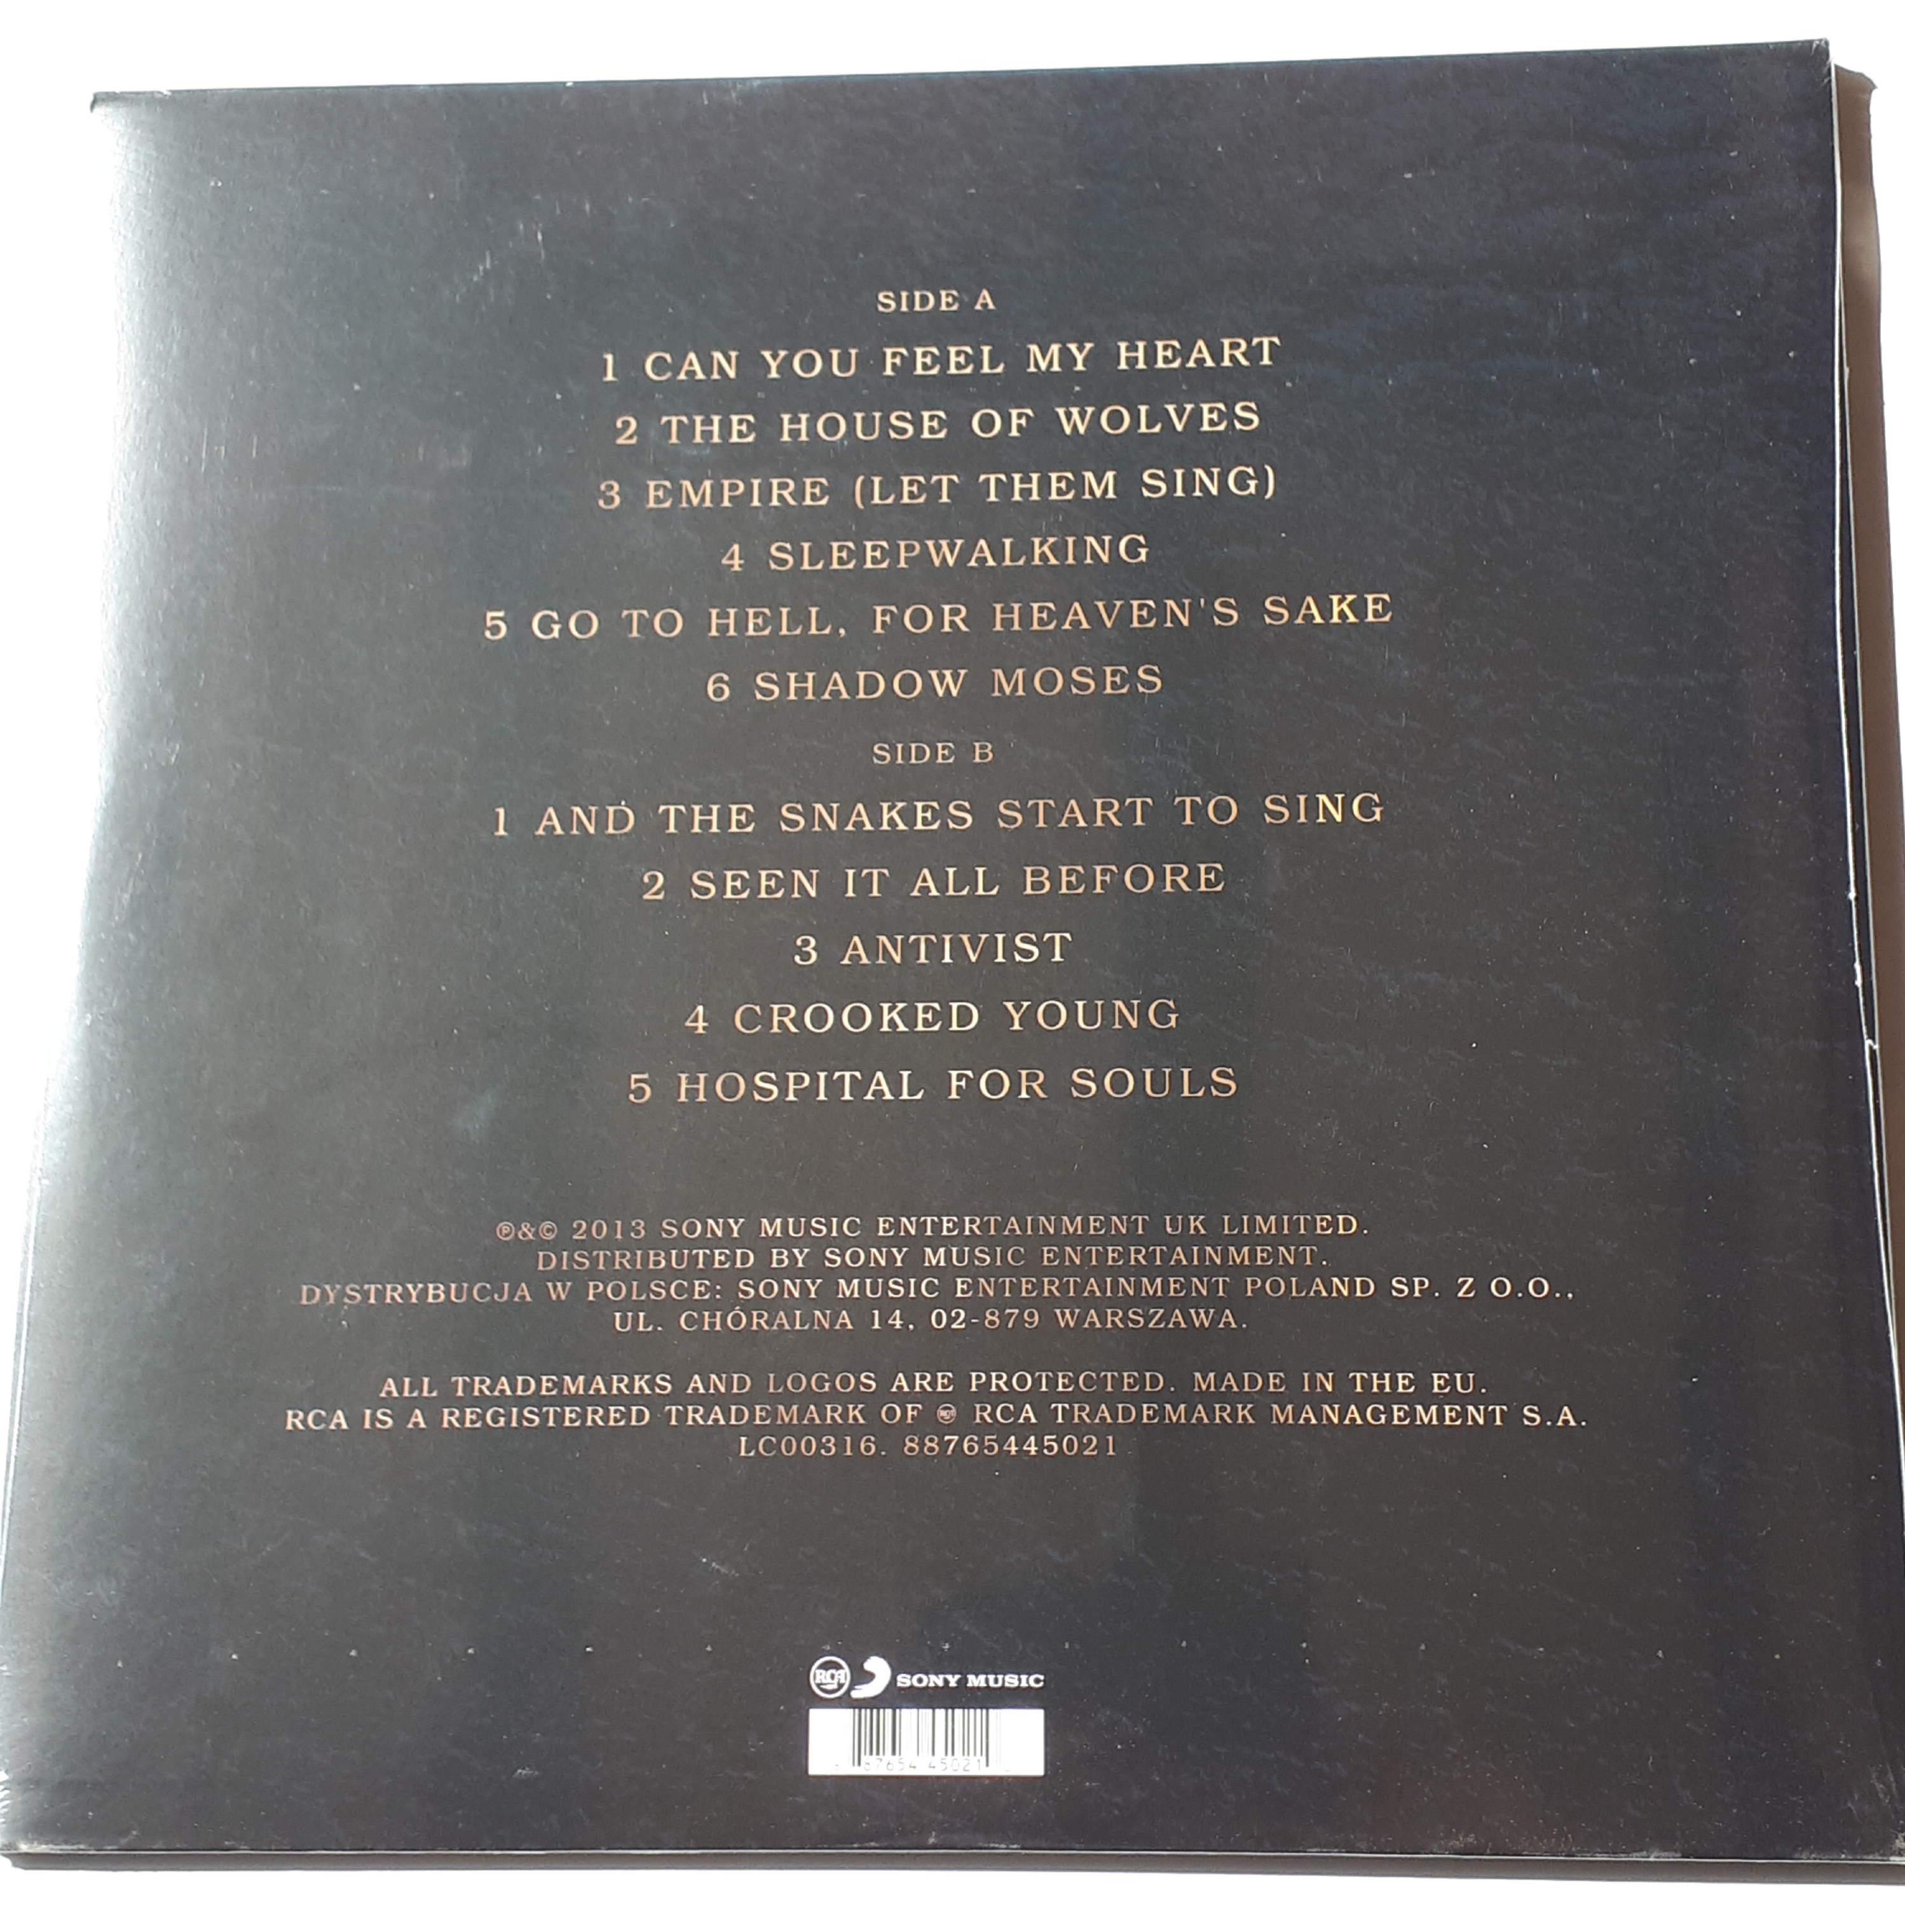 SIDE A
1 CAN YOU FEEL MY HEART
2 THE HOUSE OF WOLVES
3 EMPIRE (LET THEM SING)
4 SLEEPWALKING
5 GO TO HELL, FOR HEAVEN'S SAKE
6 SHADOW MOSES
SIDE B
1 AND THE SNAKES START TO SING
2 SEEN IT ALL BEFORE
3 ANTIVIST
4 CROOKED YOUNG
5 HOSPITAL FOR SOULS
℗&© 2013 SONY MUSIC ENTERTAINMENT UK LIMITED.
DISTRIBUTED BY SONY MUSIC ENTERTAINMENT.
DYSTRYBUCJA W POLSCE: SONY MUSIC ENTERTAINMENT POLAND SP. Z O.O.,
UL. CHÓRALNA 14, 02-879 WARSZAWA.
ALL TRADEMARKS AND LOGOS ARE PROTECTED. MADE IN THE EU.
RCA IS A REGISTERED TRADEMARK OF RCA RCA TRADEMARK MANAGEMENT S.A.
LC00316. 88765445021
RCA SONY MUSIC